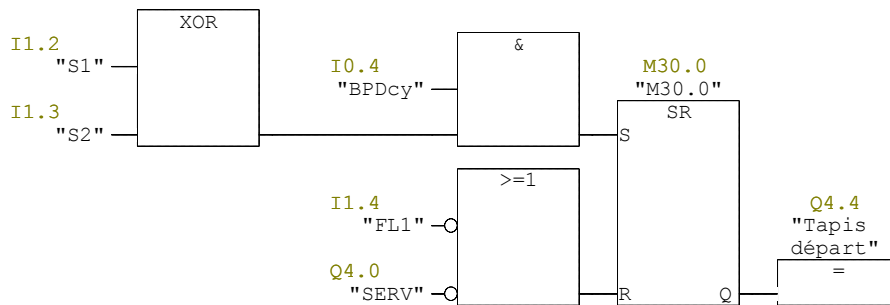 XOR
I1.2
"S1"
I1.3
"S2"
&
I0.4
"BPDcy"
M30.0
"M30.0"
SR
S
>=1
I1.4
"FL1"
Q4.0
"SERV"
R
Q
Q4.4
"Tapis
départ"
=